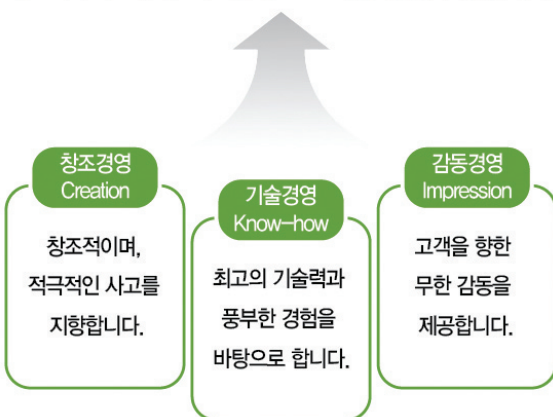 창조경영
Creation
창조적이며,
적극적인 사고를
지향합니다.
기술경영
Know-how
최고의 기술력과
풍부한 경험을
바탕으로 합니다.
감동경영
Impression
고객을 향한
무한 감동을
제공합니다.